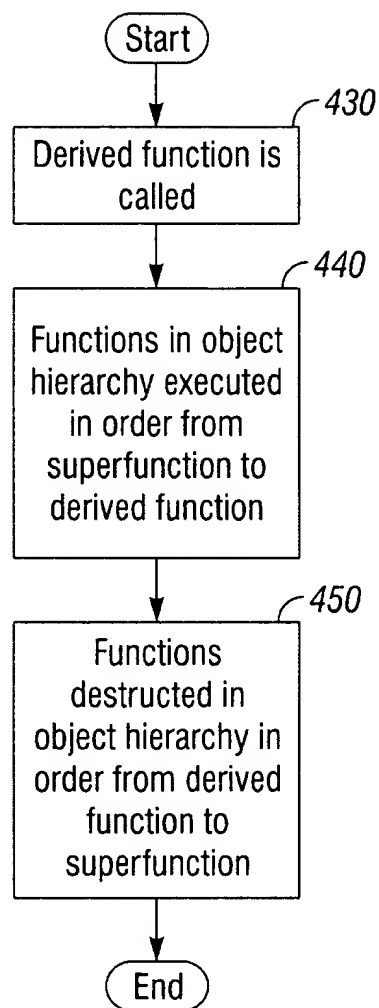 Start
430
Derived function is
called
440
Functions in object
hierarchy executed
in order from
superfunction to
derived function
450
Functions
destructed in
object hierarchy in
order from derived
function to
superfunction
End